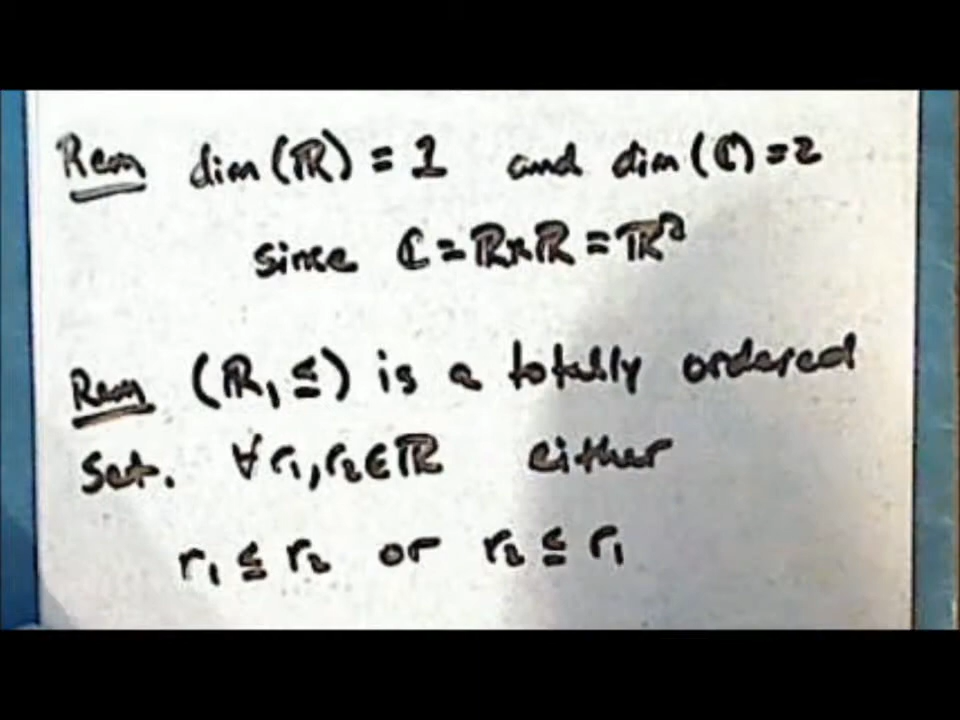 Rem dim(ℝ) = 1 and dim(ℂ) = 2
since ℂ = ℝ×ℝ = ℝ²
Rem (ℝ, ≤) is a totally ordered
set. ∀ r₁, r₂ ∈ ℝ either
r₁ ≤ r₂ or r₂ ≤ r₁